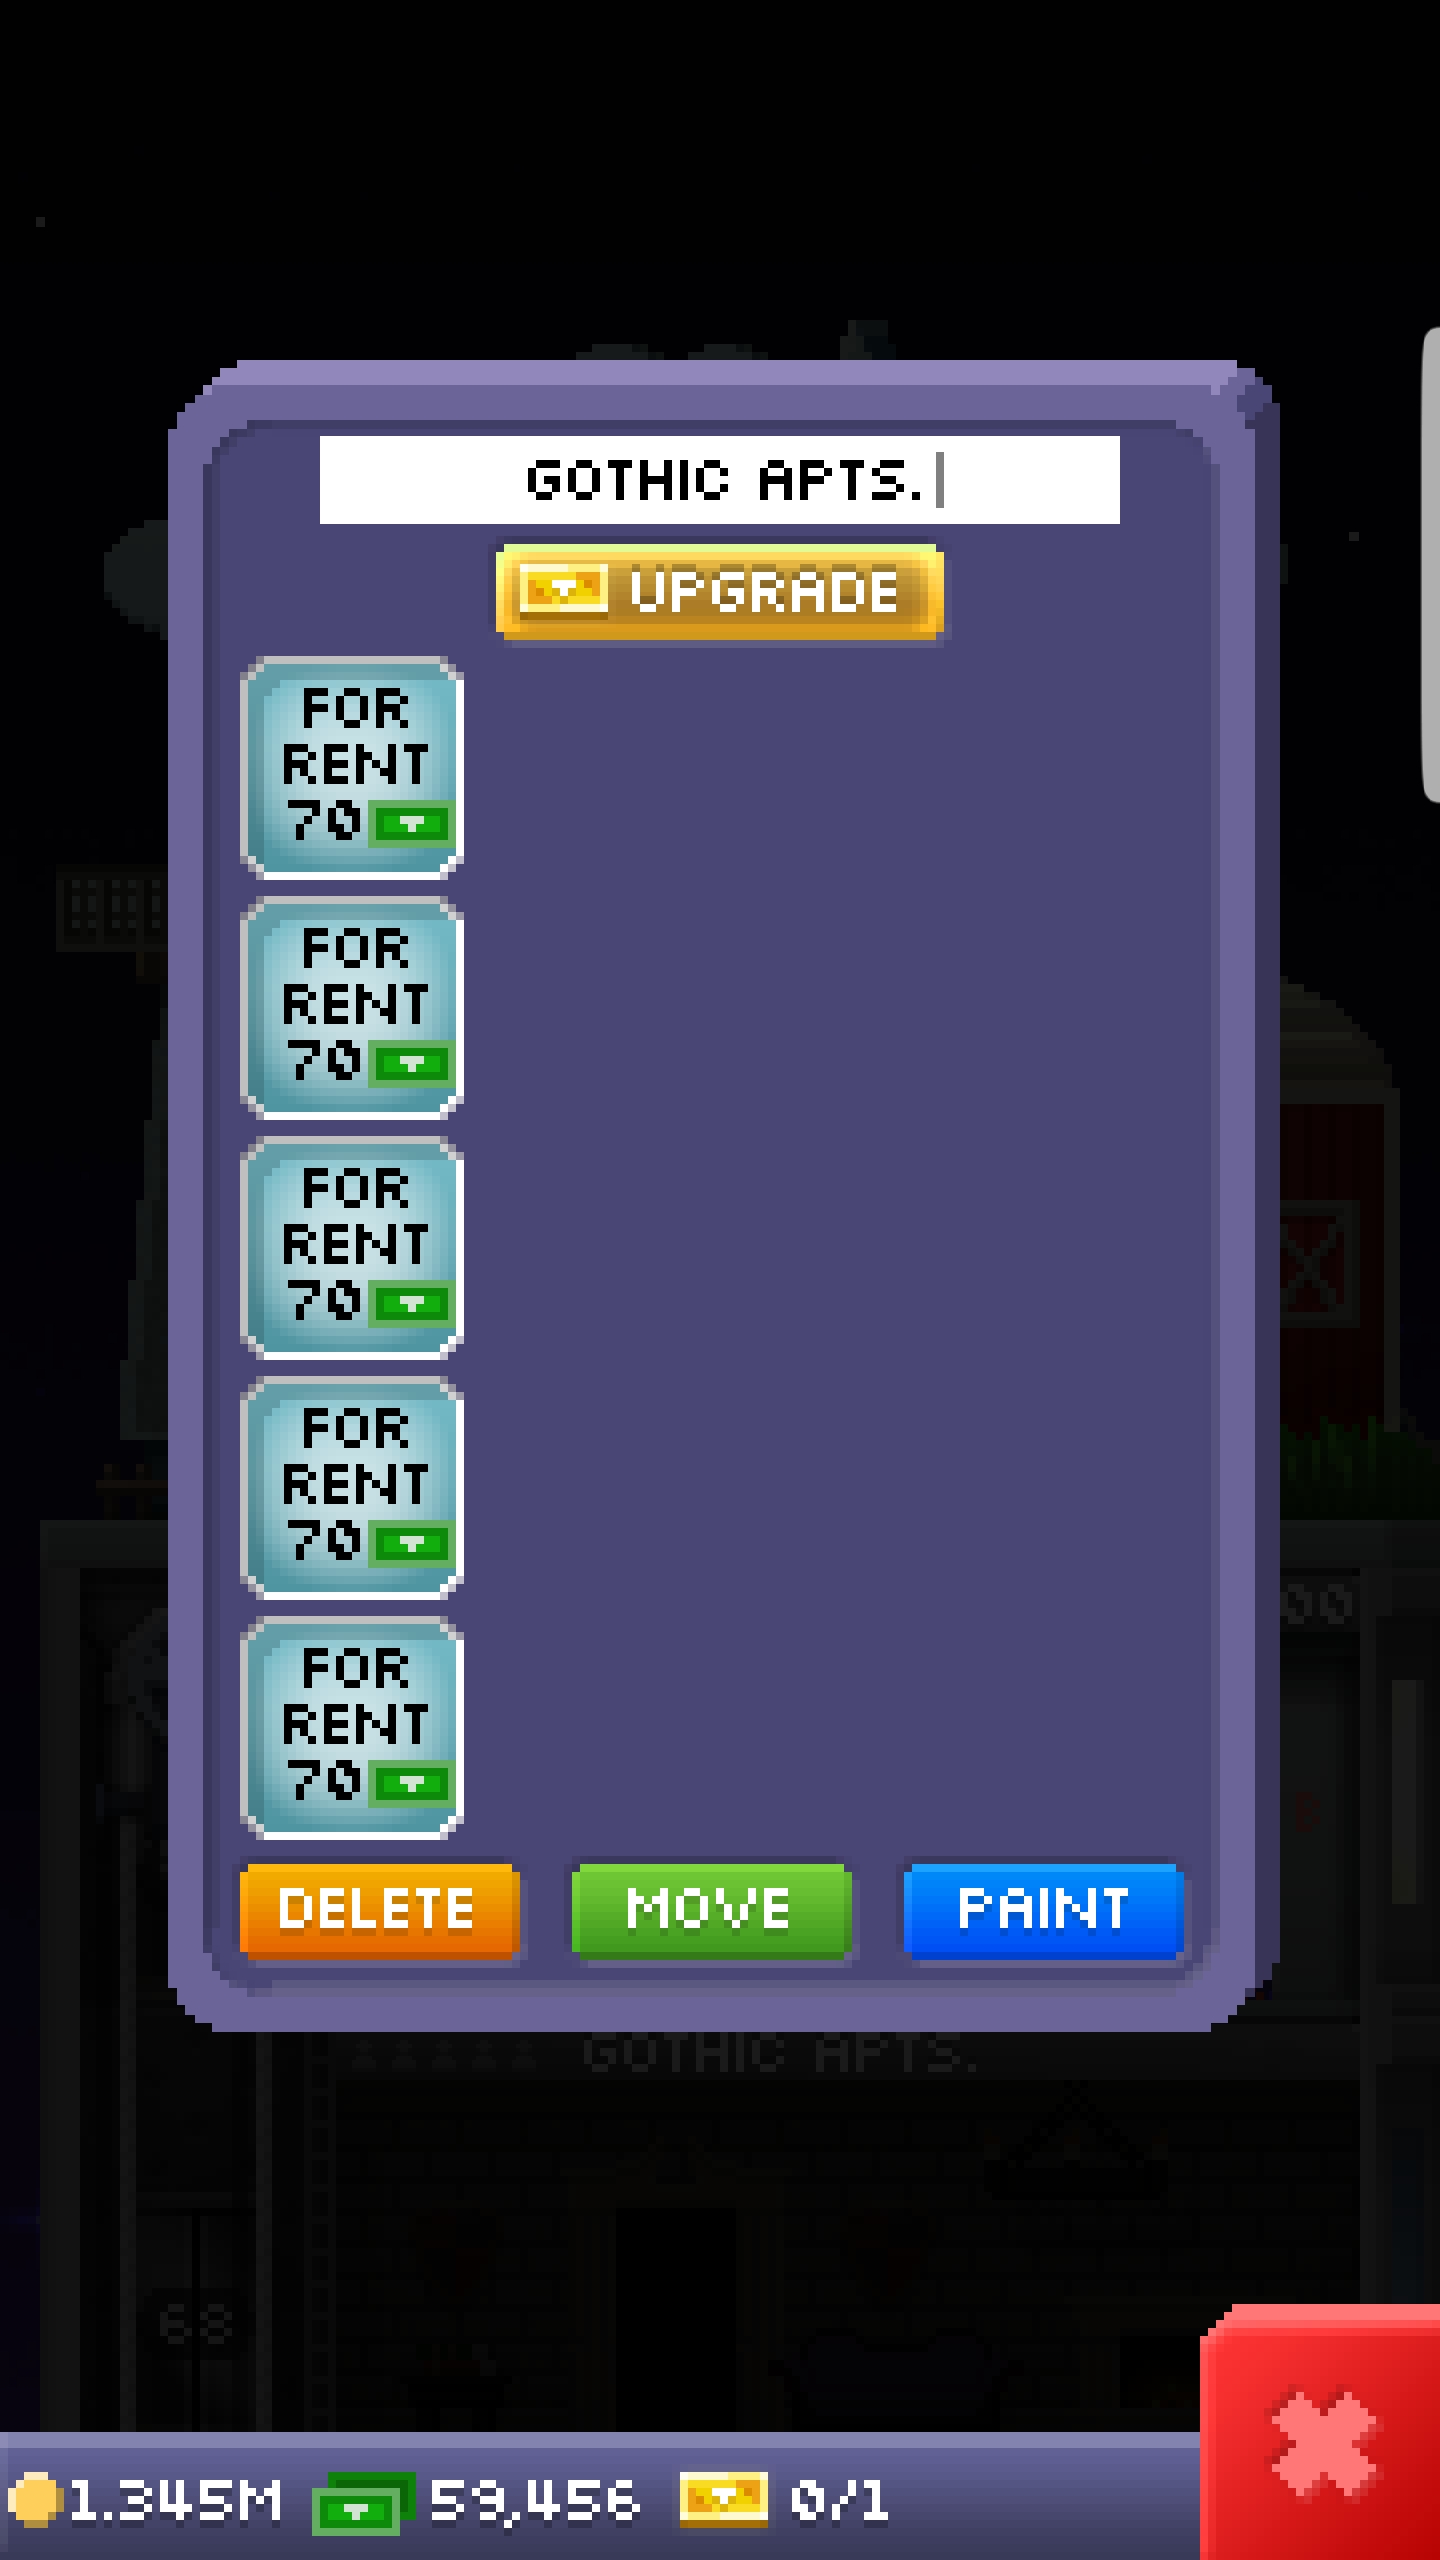 GOTHIC APTS.
UPGRADE
FOR
RENT
70
FOR
RENT
70
FOR
RENT
70
FOR
RENT
70
FOR
RENT
70
DELETE MOVE PAINT
GOTHIC APTS.
68
1.345M 59,456 0/1